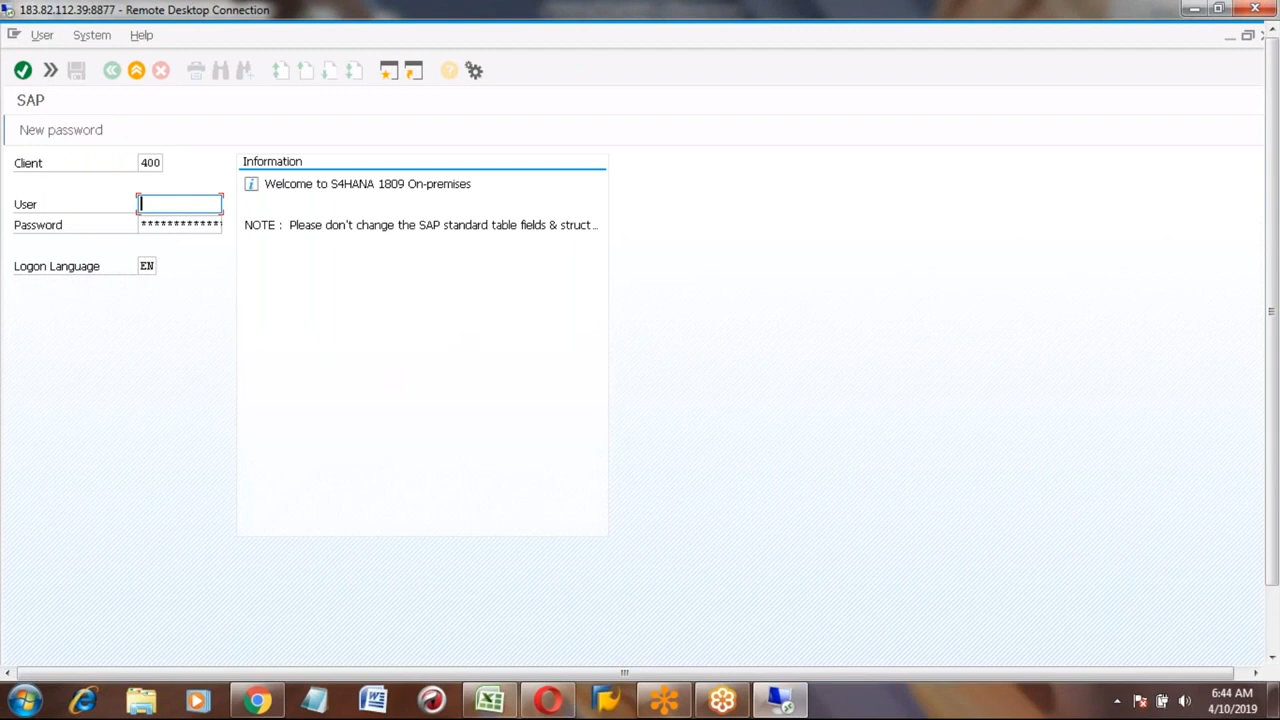 183.82.112.39:8877 - Remote Desktop Connection
User System Help
SAP
New password
Client 400
Information
Welcome to S4HANA 1809 On-premises
User
NOTE : Please don't change the SAP standard table fields & struct...
Password *************
Logon Language EN
6:44 AM
4/10/2019